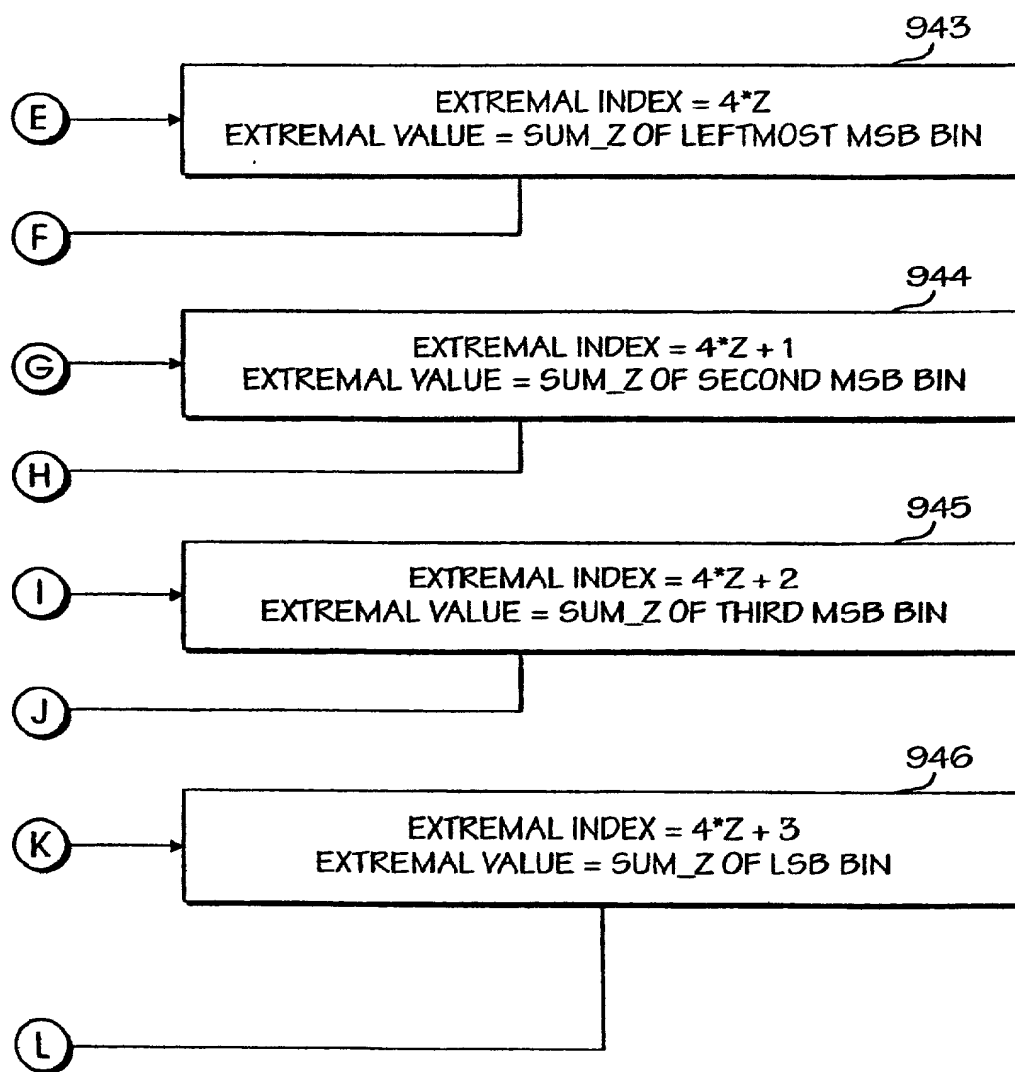 943
E
EXTREMAL INDEX = 4*Z
EXTREMAL VALUE = SUM_Z OF LEFTMOST MSB BIN
F
944
G
EXTREMAL INDEX = 4*Z + 1
EXTREMAL VALUE = SUM_Z OF SECOND MSB BIN
H
945
I
EXTREMAL INDEX = 4*Z + 2
EXTREMAL VALUE = SUM_Z OF THIRD MSB BIN
J
946
K
EXTREMAL INDEX = 4*Z + 3
EXTREMAL VALUE = SUM_Z OF LSB BIN
L